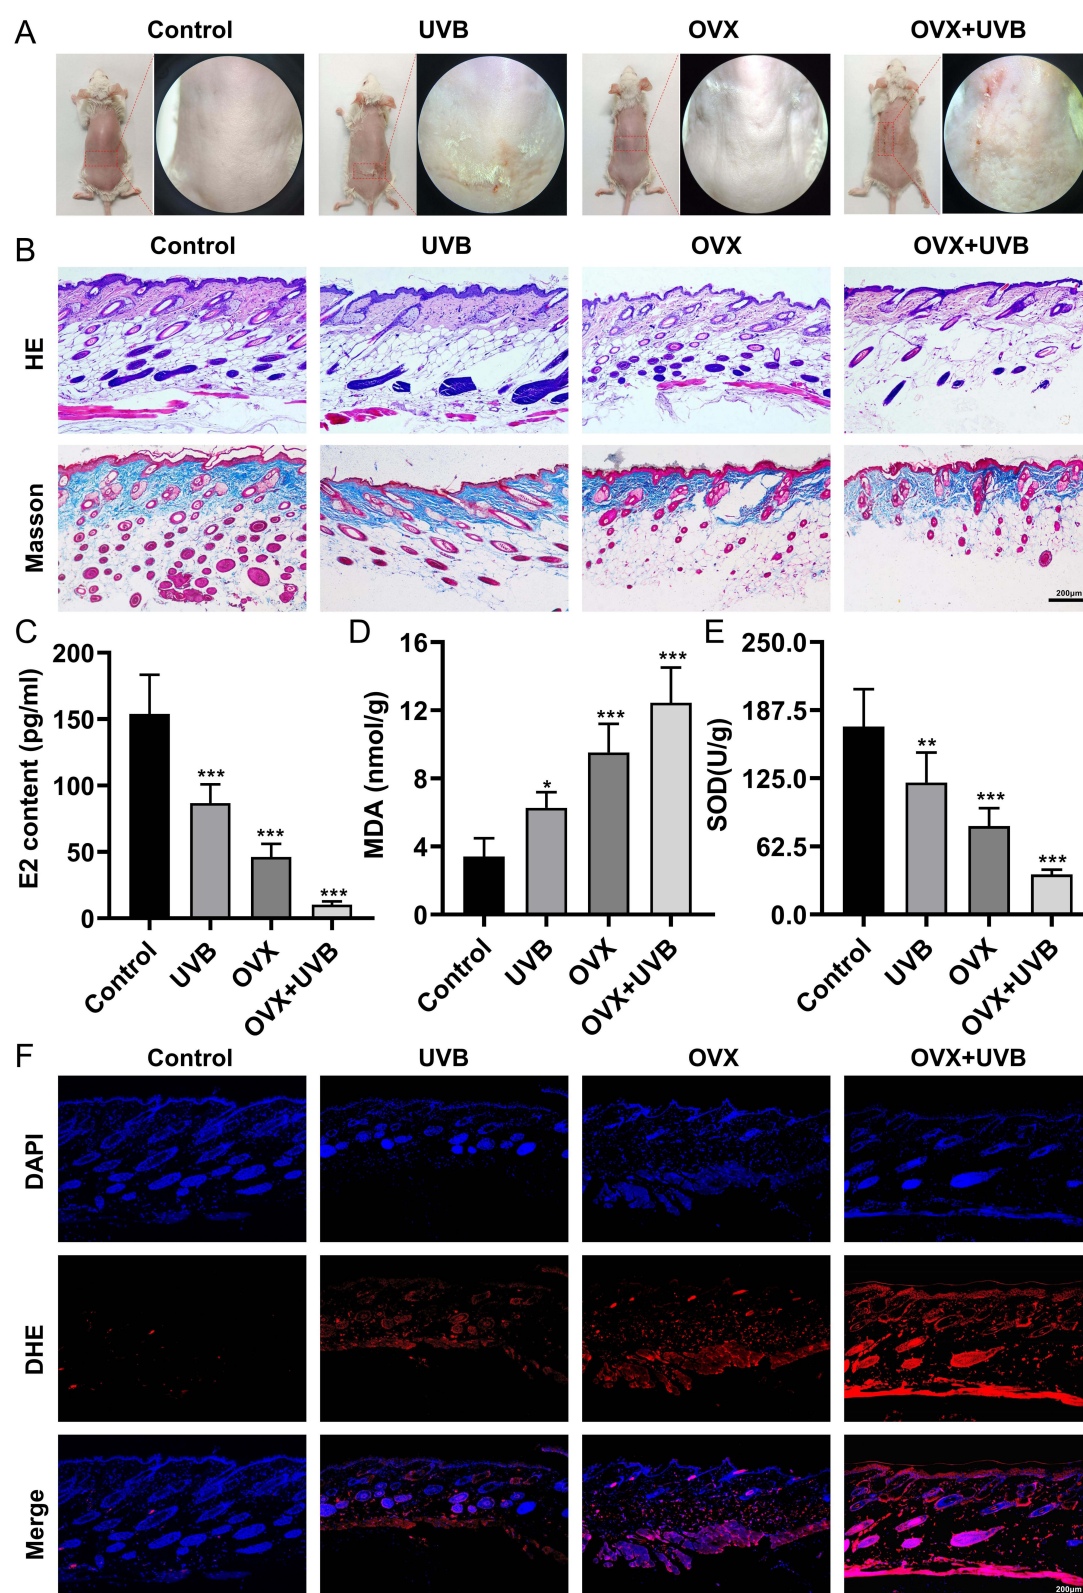 A
Control UVB OVX OVX+UVB
B
Control UVB OVX OVX+UVB
HE
Masson
200μm
C
E2 content (pg/ml)
200
150
100
50
0
***
***
***
Control UVB OVX OVX+UVB
D
MDA (nmol/g)
16
12
8
4
0
*
***
***
Control UVB OVX OVX+UVB
E
SOD(U/g)
250.0
187.5
125.0
62.5
0.0
**
***
***
Control UVB OVX OVX+UVB
F
Control UVB OVX OVX+UVB
DAPI
DHE
Merge
200μm